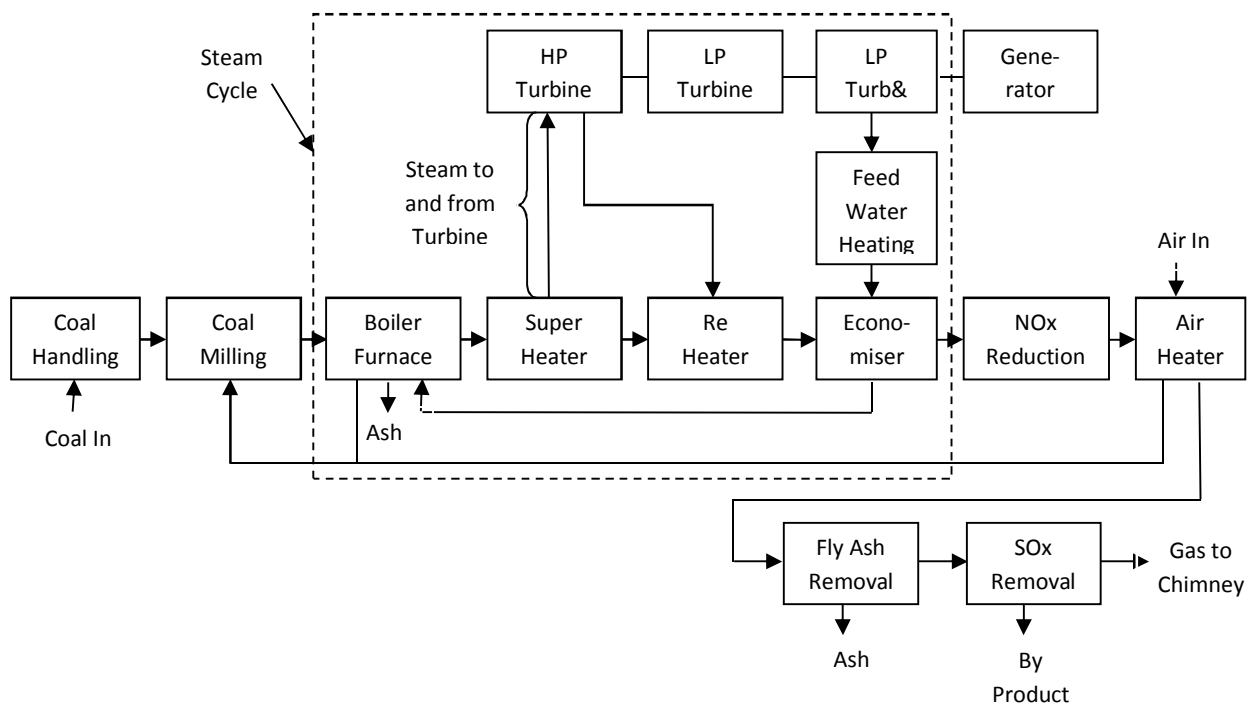 Steam
Cycle
HP
Turbine
LP
Turbine
LP
Turb&
Gene-
rator
Steam to
and from
Turbine
Feed
Water
Heating
Air In
Coal
Handling
Coal
Milling
Boiler
Furnace
Super
Heater
Re
Heater
Econo-
miser
NOx
Reduction
Air
Heater
Coal In
Ash
Fly Ash
Removal
SOx
Removal
Gas to
Chimney
Ash
By
Product